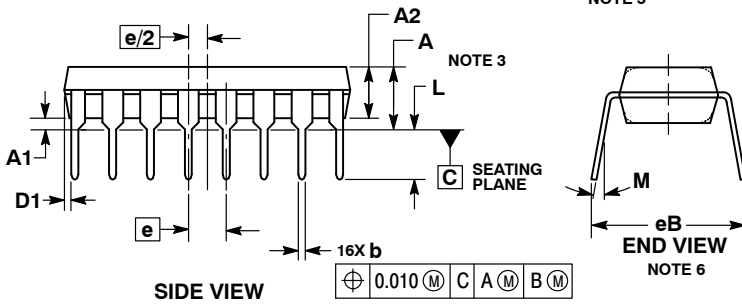 NOTE 5
A2
e/2
A
NOTE 3
L
A1
C
SEATING
PLANE
D1
M
e
eB
16X b
END VIEW
NOTE 6
⌖ 0.010 Ⓜ C A Ⓜ B Ⓜ
SIDE VIEW